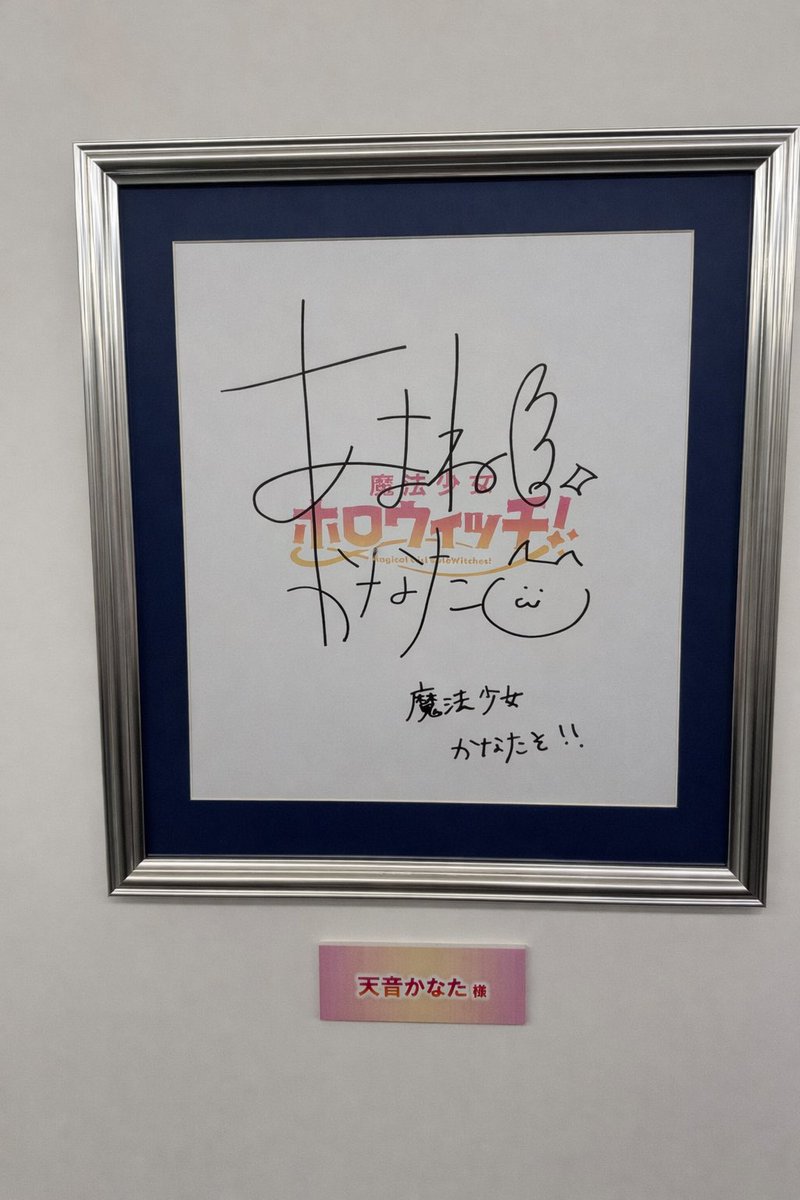 あまね
魔法少女
ホロウィッチ!
Magical Girl holoWitches!
かなた
魔法少女
かなたそ!!
天音かなた 様